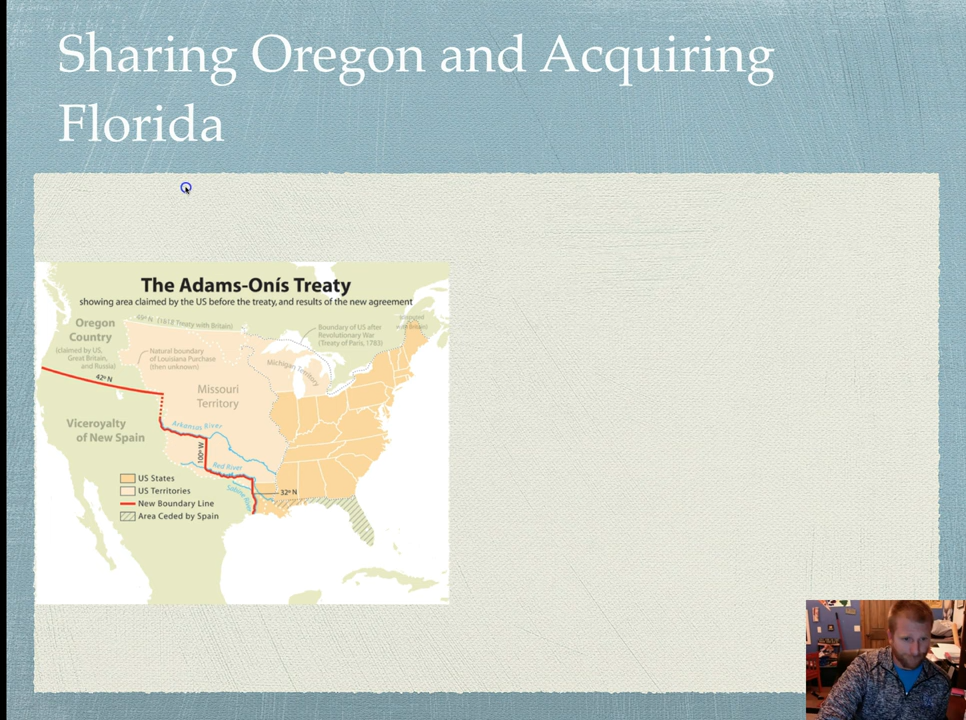 Sharing Oregon and Acquiring
Florida
The Adams-Onís Treaty
showing area claimed by the US before the treaty, and results of the new agreement
Oregon
Country
(claimed by US,
Great Britain,
and Russia)
49º N (1818 Treaty with Britain)
Boundary of US after
Revolutionary War
(Treaty of Paris, 1783)
Natural boundary
of Louisiana Purchase
(then unknown)
Michigan Territory
42º N
Missouri
Territory
Viceroyalty
of New Spain
Arkansas River
100º W
Red River
Sabine River
32º N
US States
US Territories
New Boundary Line
Area Ceded by Spain